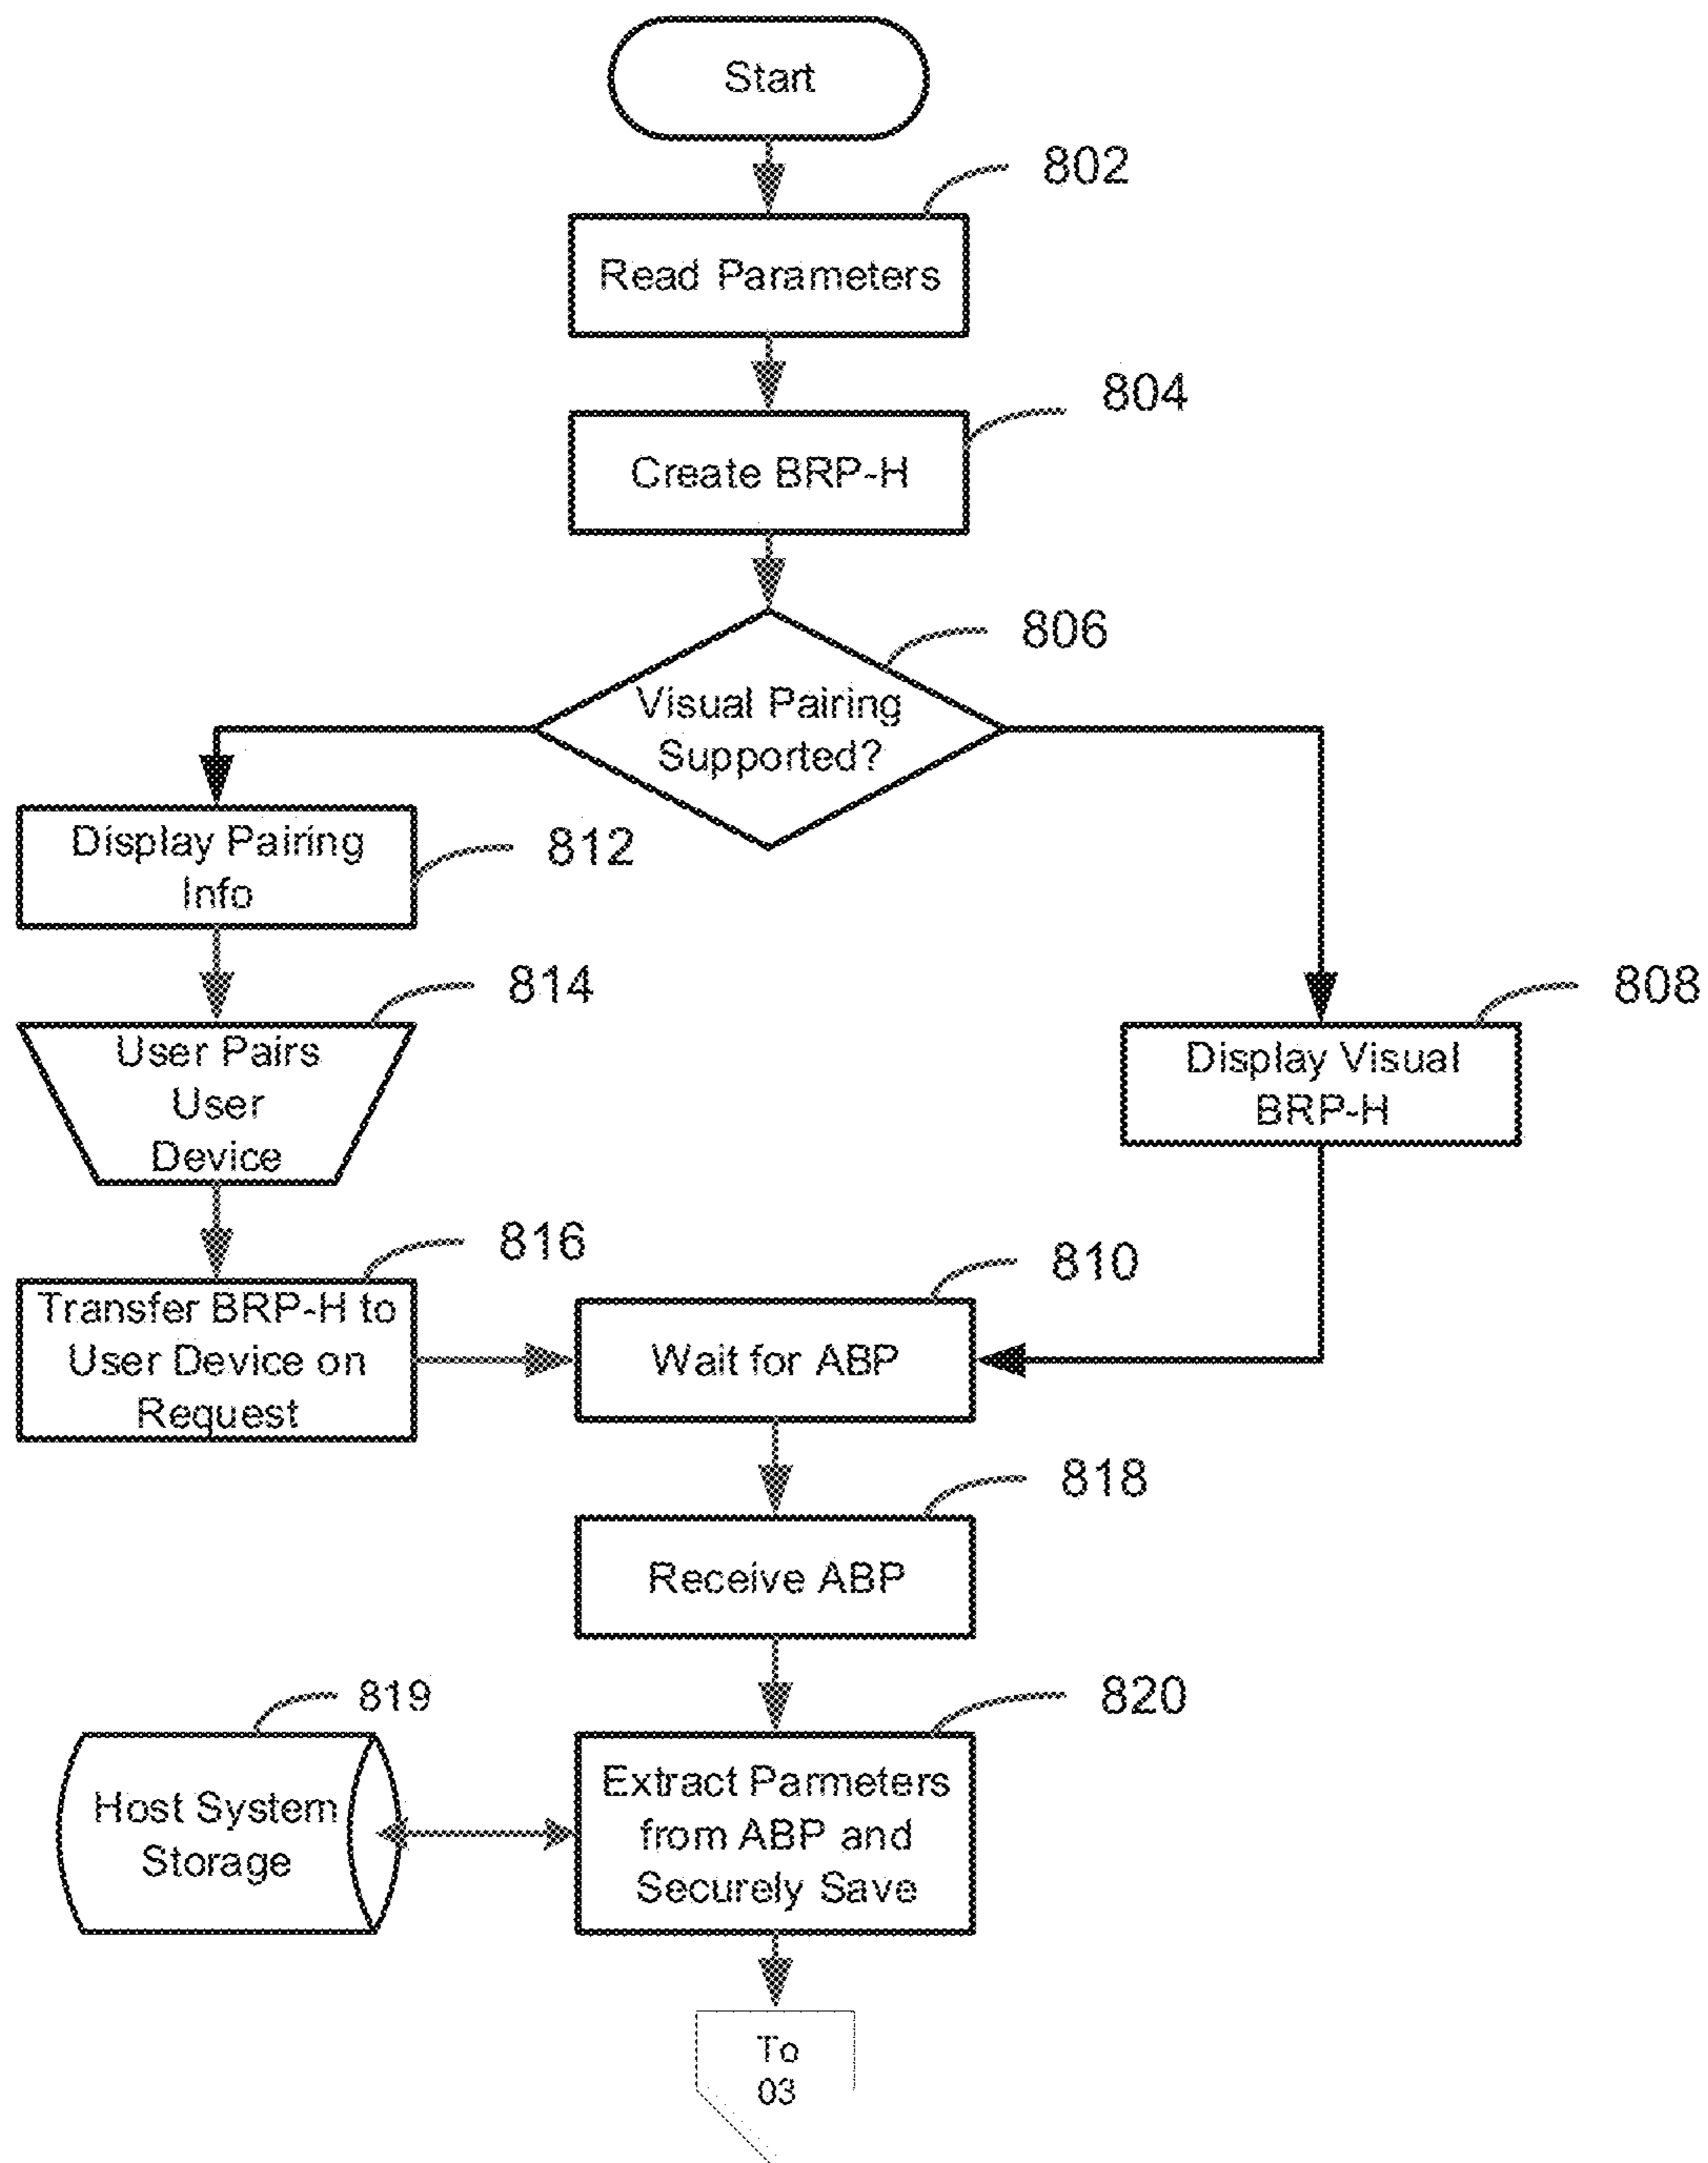 Start
802
Read Parameters
804
Create BRP-H
806
Visual Pairing
Supported?
Display Pairing
Info
812
814
User Pairs
User
Device
808
Display Visual
BRP-H
816
Transfer BRP-H to
User Device on
Request
810
Wait for ABP
818
Receive ABP
819
Host System
Storage
820
Extract Parmeters
from ABP and
Securely Save
To
03